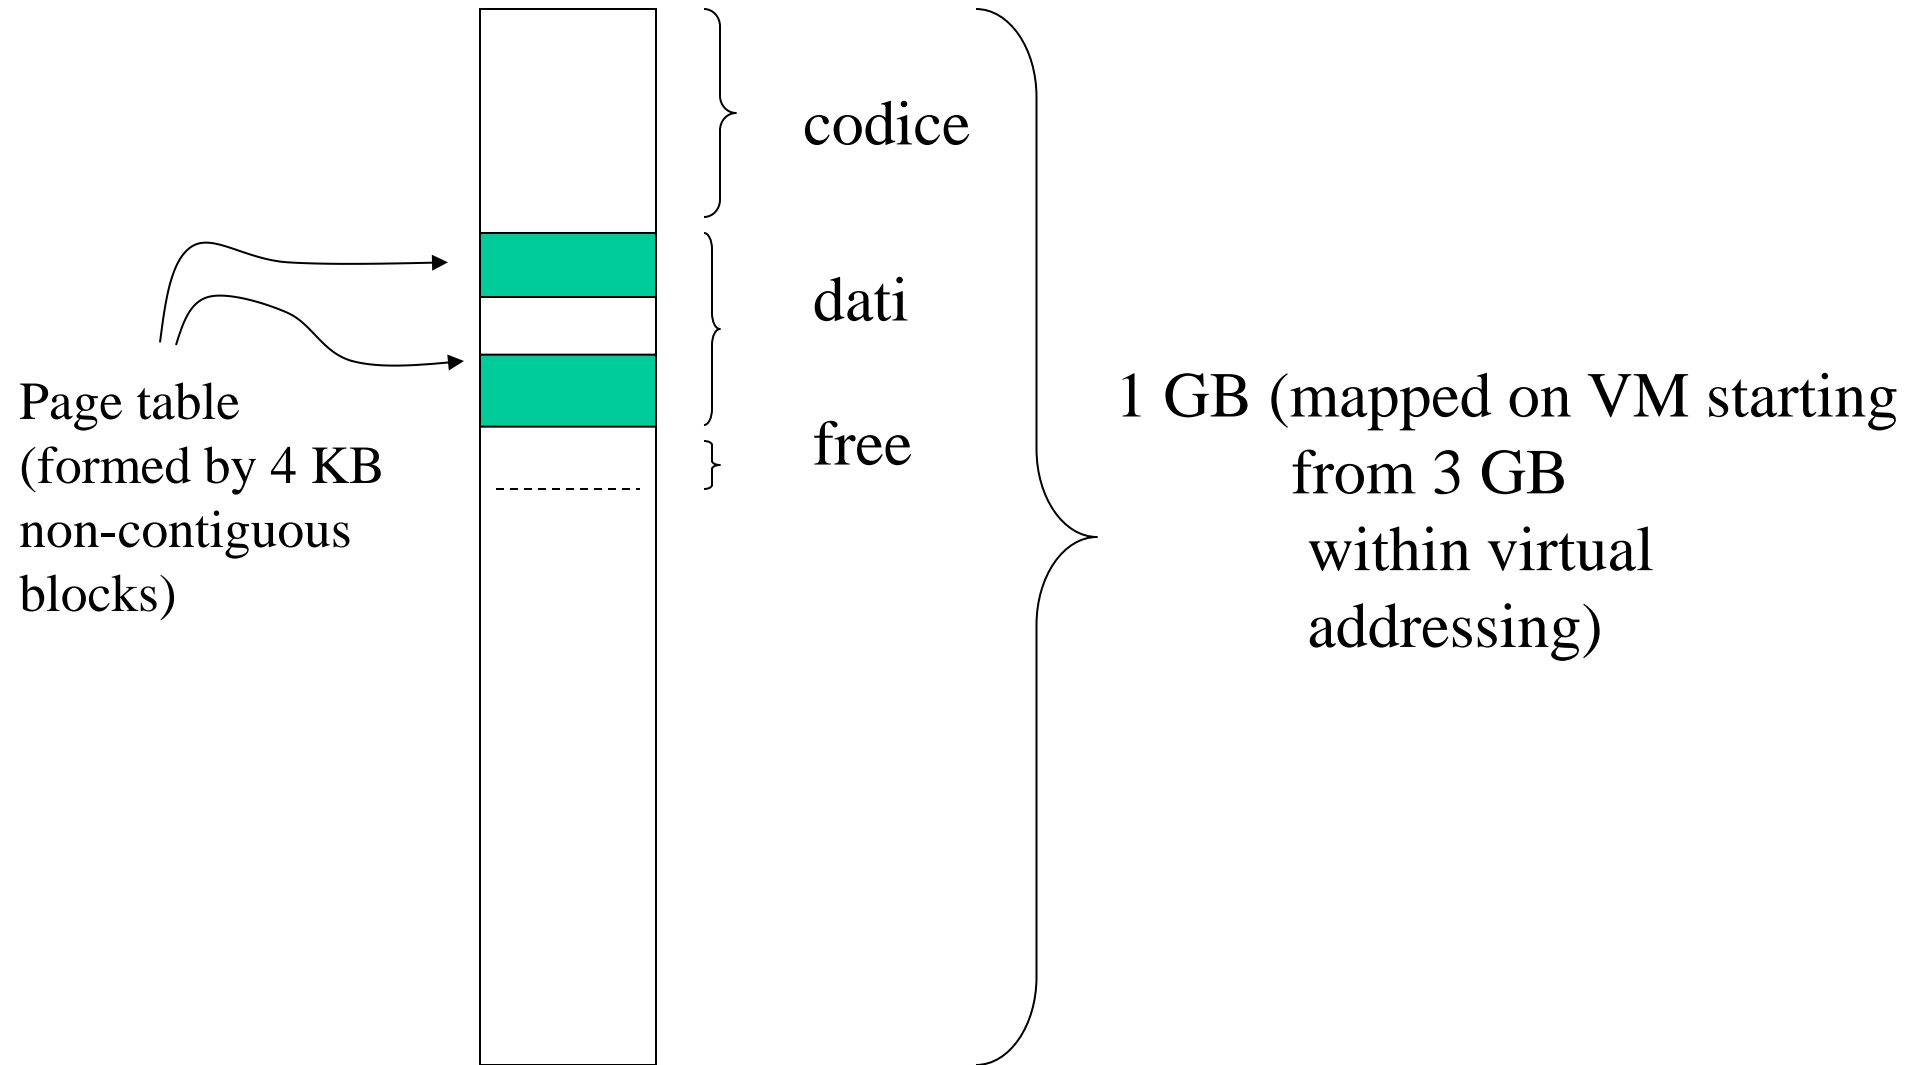 codice
dati
free
Page table
(formed by 4 KB
non-contiguous
blocks)
1 GB (mapped on VM starting
from 3 GB
within virtual
addressing)